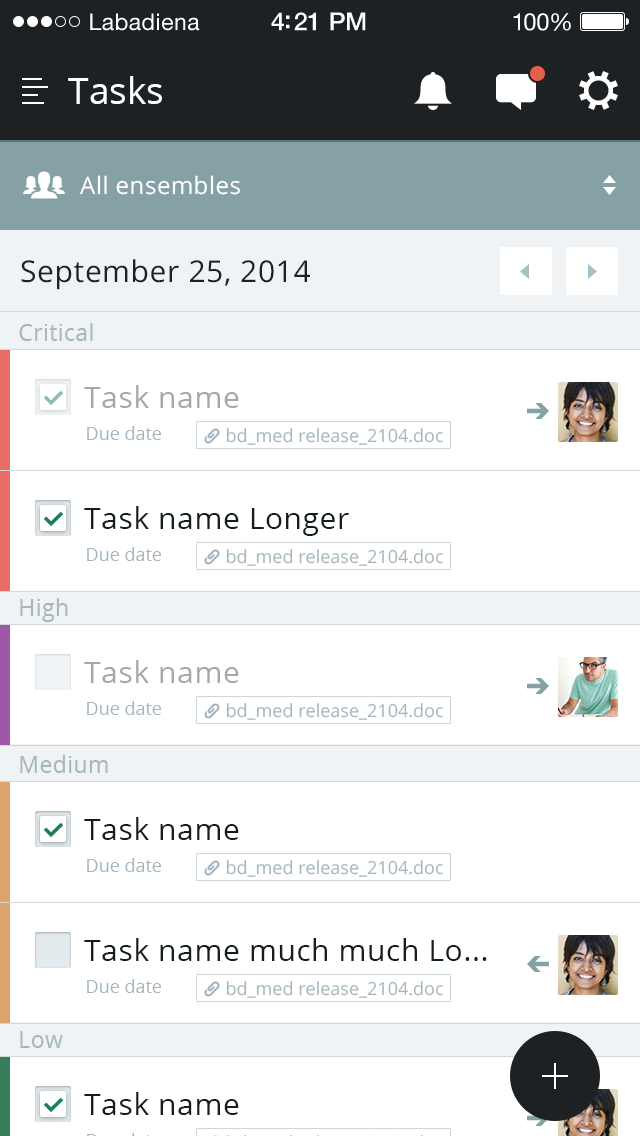 Labadiena 4:21 PM 100%
Tasks
All ensembles
September 25, 2014
Critical
Task name
Due date bd_med release_2104.doc
Task name Longer
Due date bd_med release_2104.doc
High
Task name
Due date bd_med release_2104.doc
Medium
Task name
Due date bd_med release_2104.doc
Task name much much Lo...
Due date bd_med release_2104.doc
Low
Task name